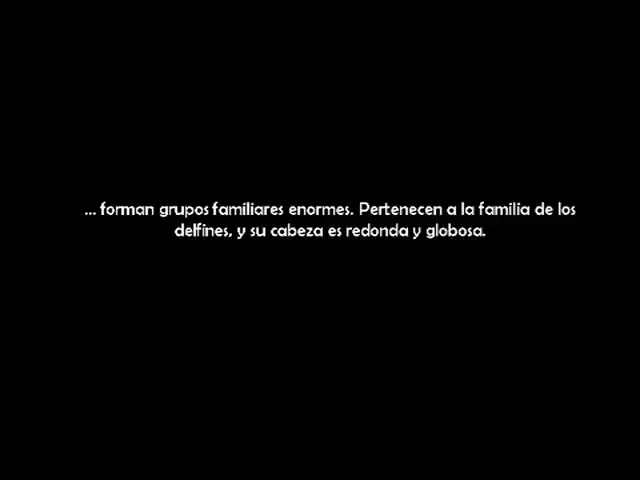 ... forman grupos familiares enormes. Pertenecen a la familia de los
delfines, y su cabeza es redonda y globosa.